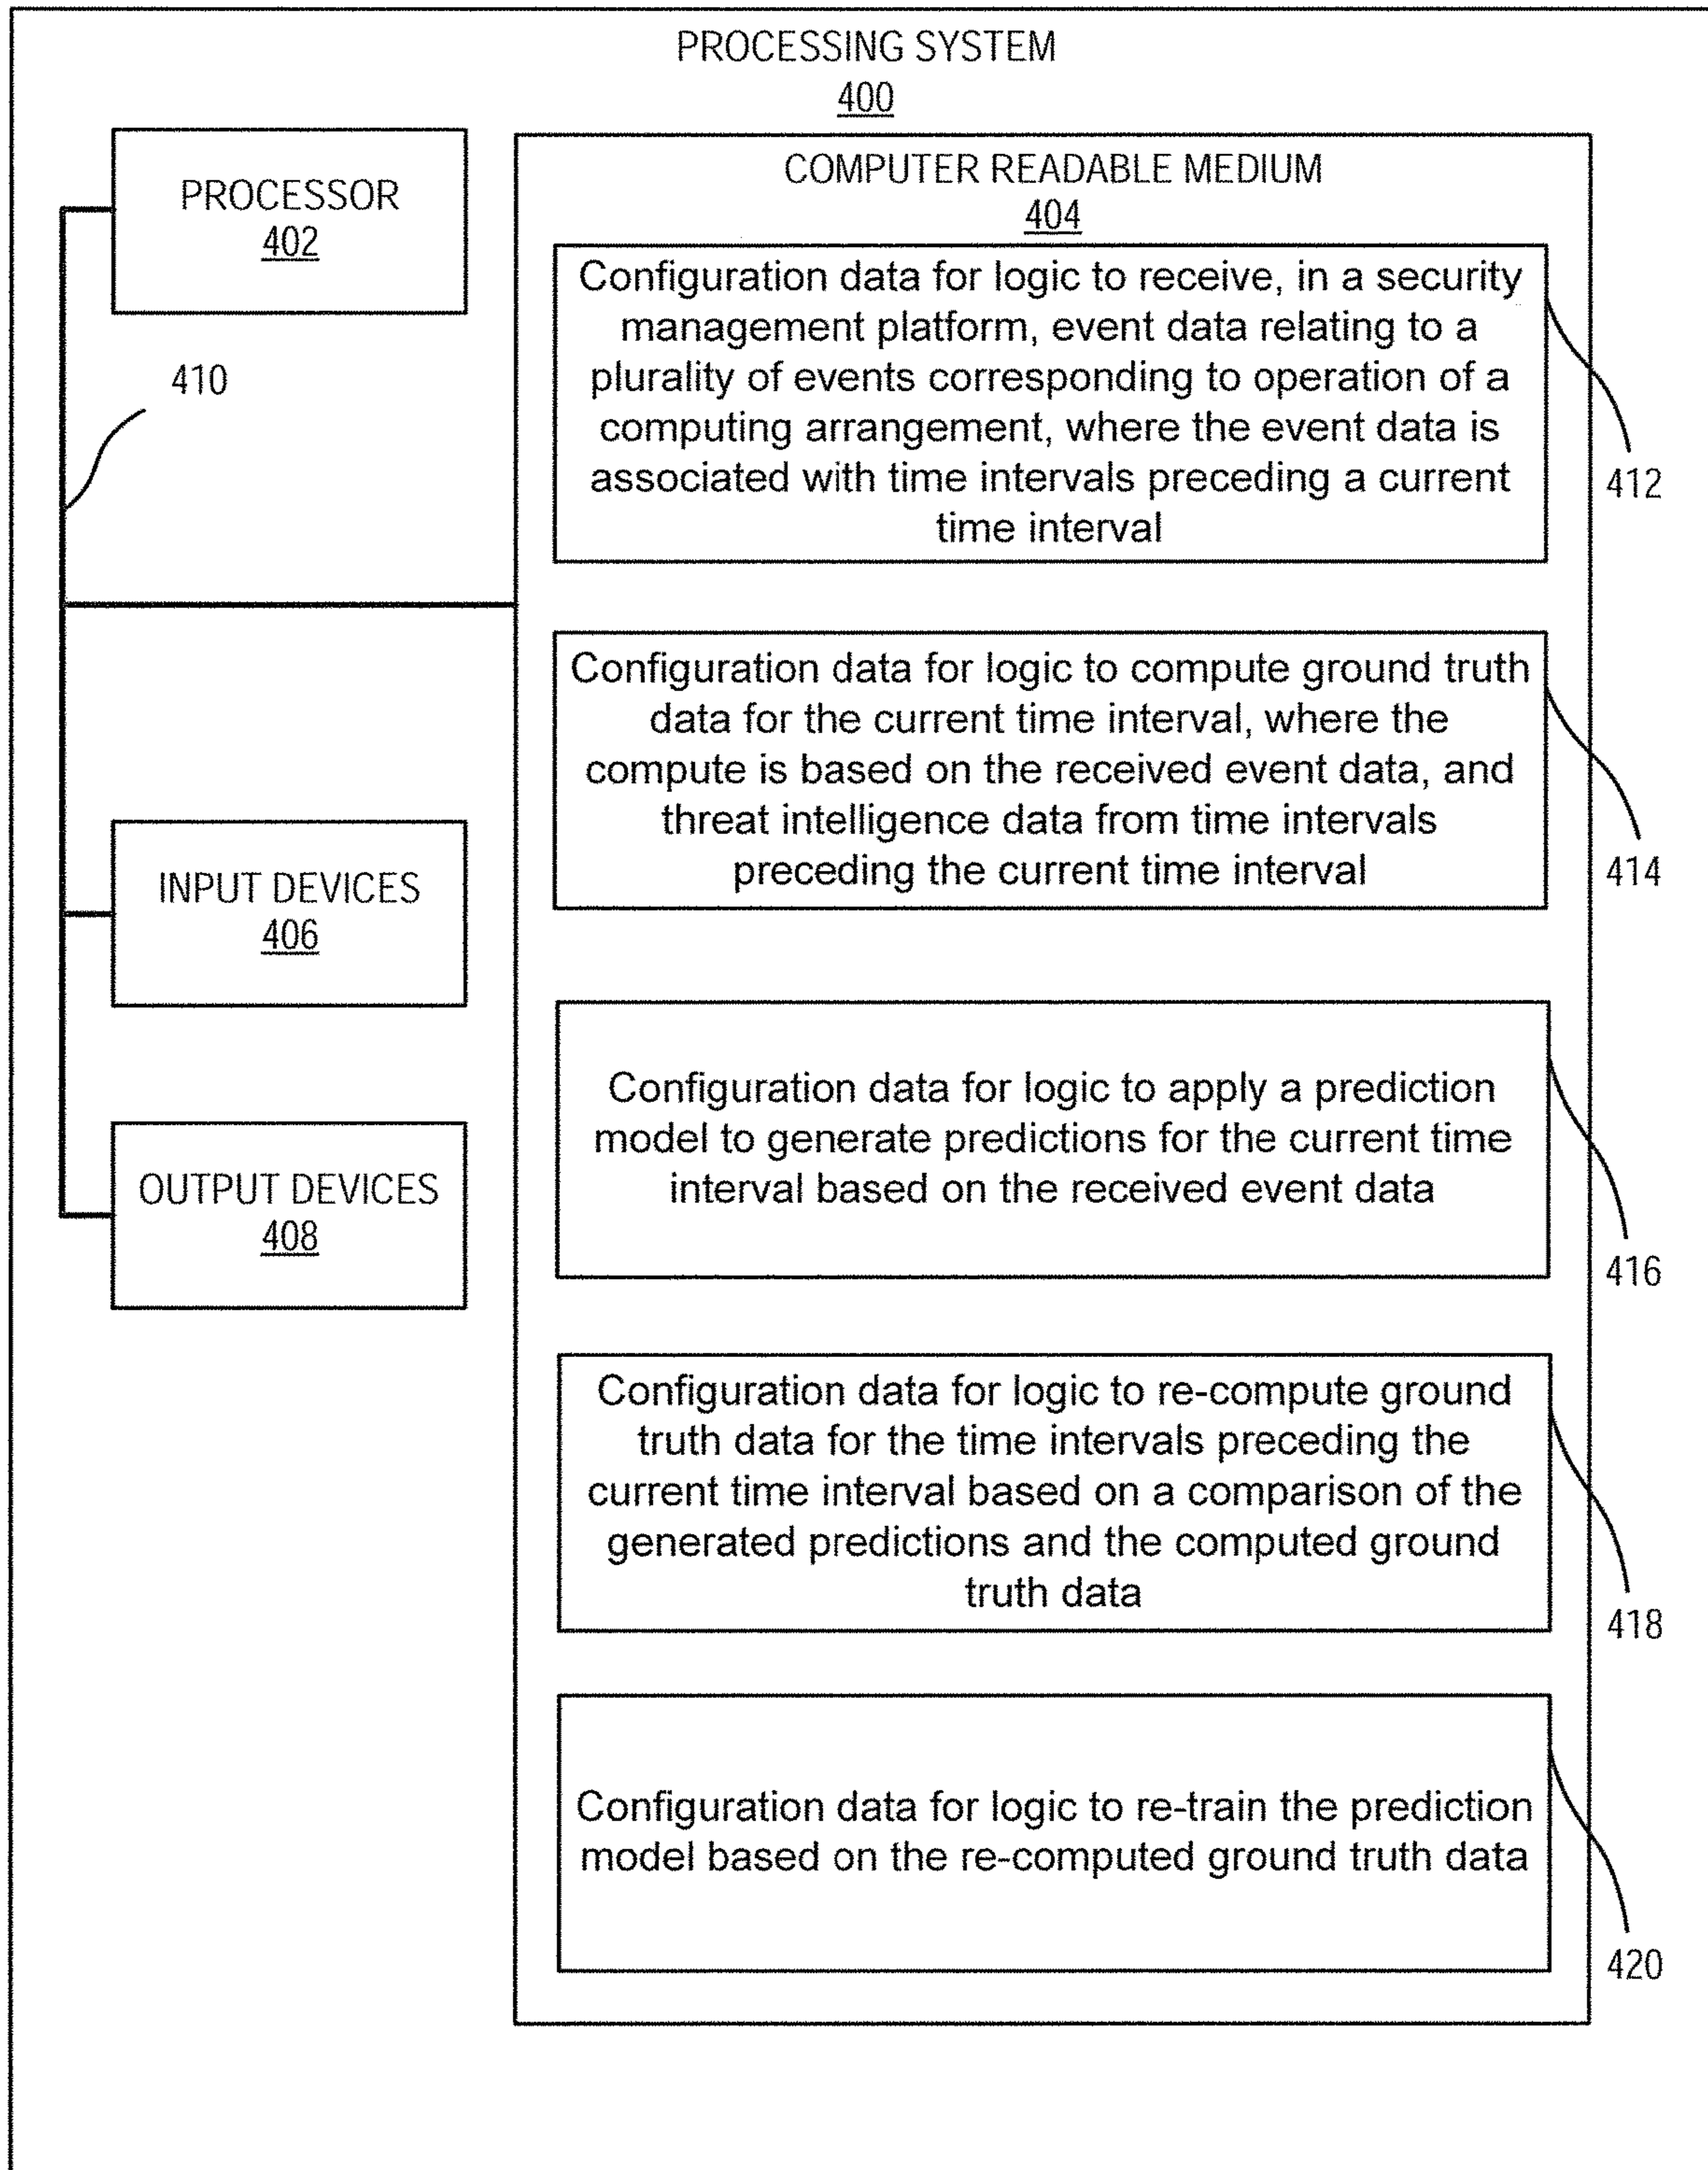 PROCESSING SYSTEM
400
PROCESSOR
402
410
INPUT DEVICES
406
OUTPUT DEVICES
408
COMPUTER READABLE MEDIUM
404
Configuration data for logic to receive, in a security
management platform, event data relating to a
plurality of events corresponding to operation of a
computing arrangement, where the event data is
associated with time intervals preceding a current
time interval
412
Configuration data for logic to compute ground truth
data for the current time interval, where the
compute is based on the received event data, and
threat intelligence data from time intervals
preceding the current time interval
414
Configuration data for logic to apply a prediction
model to generate predictions for the current time
interval based on the received event data
416
Configuration data for logic to re-compute ground
truth data for the time intervals preceding the
current time interval based on a comparison of the
generated predictions and the computed ground
truth data
418
Configuration data for logic to re-train the prediction
model based on the re-computed ground truth data
420